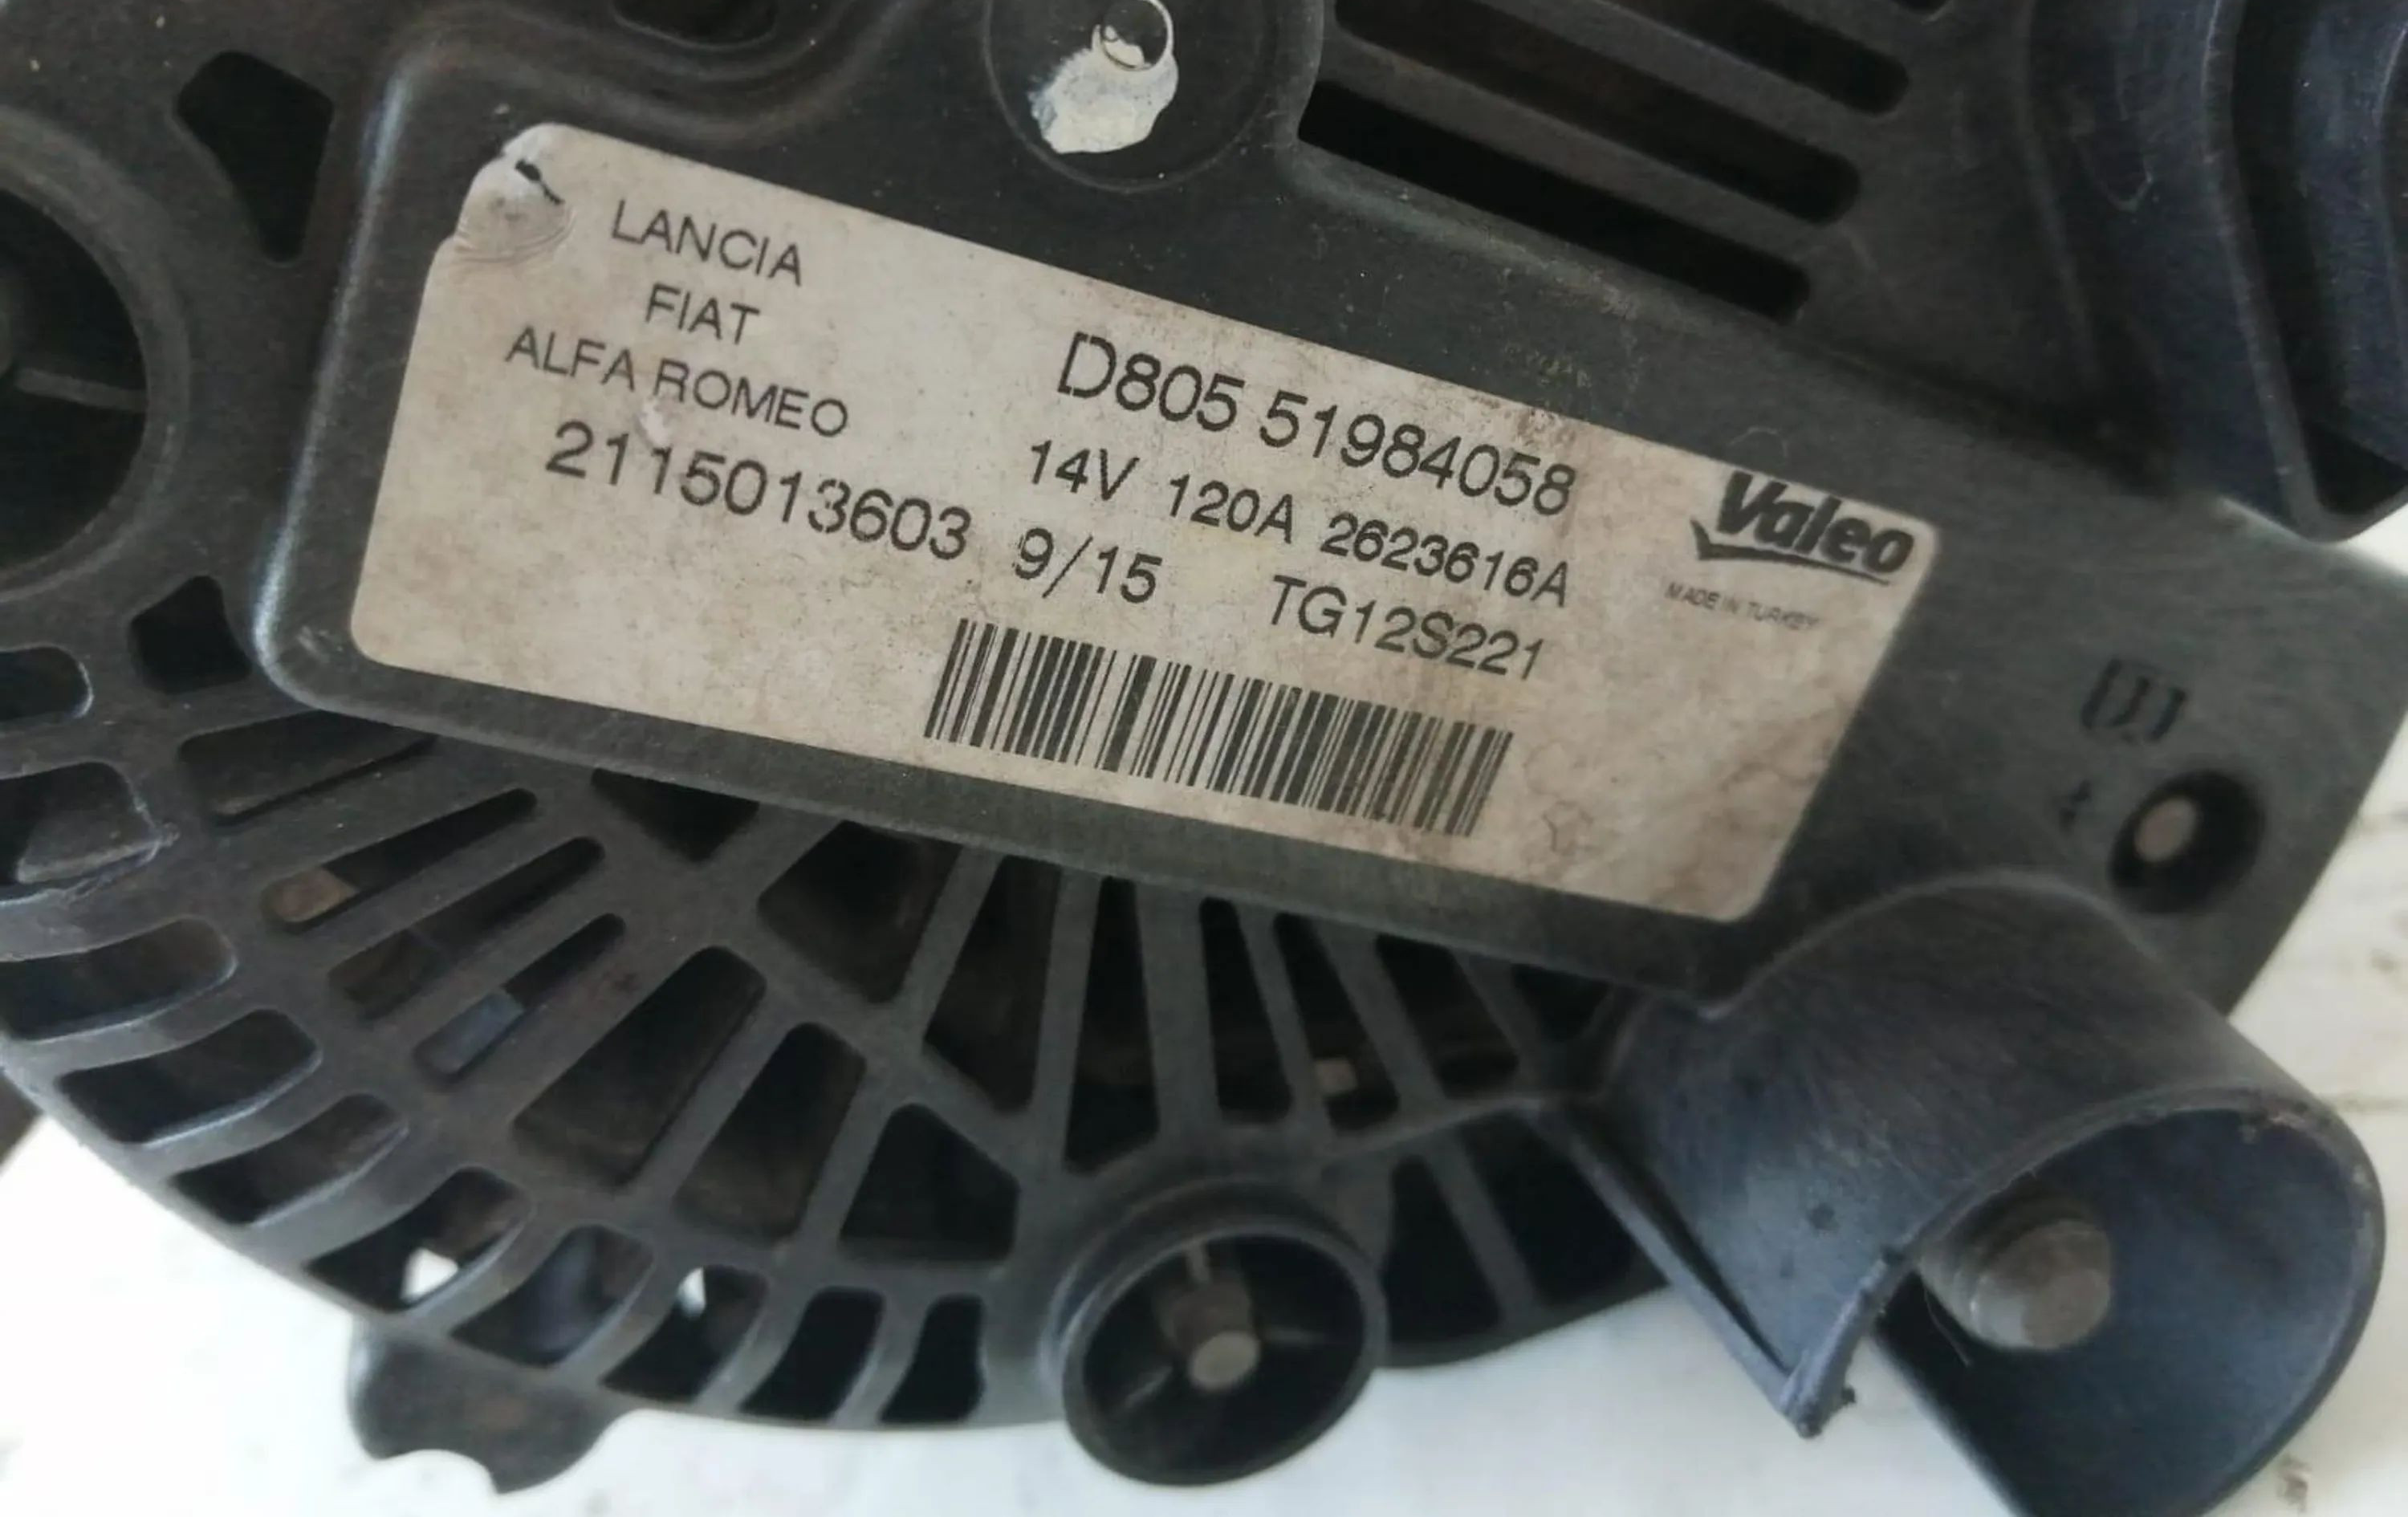 LANCIA
FIAT
ALFA ROMEO
2115013603 9/15
D805 51984058
14V 120A 2623616A
TG12S221
Valeo
MADE IN TURKEY